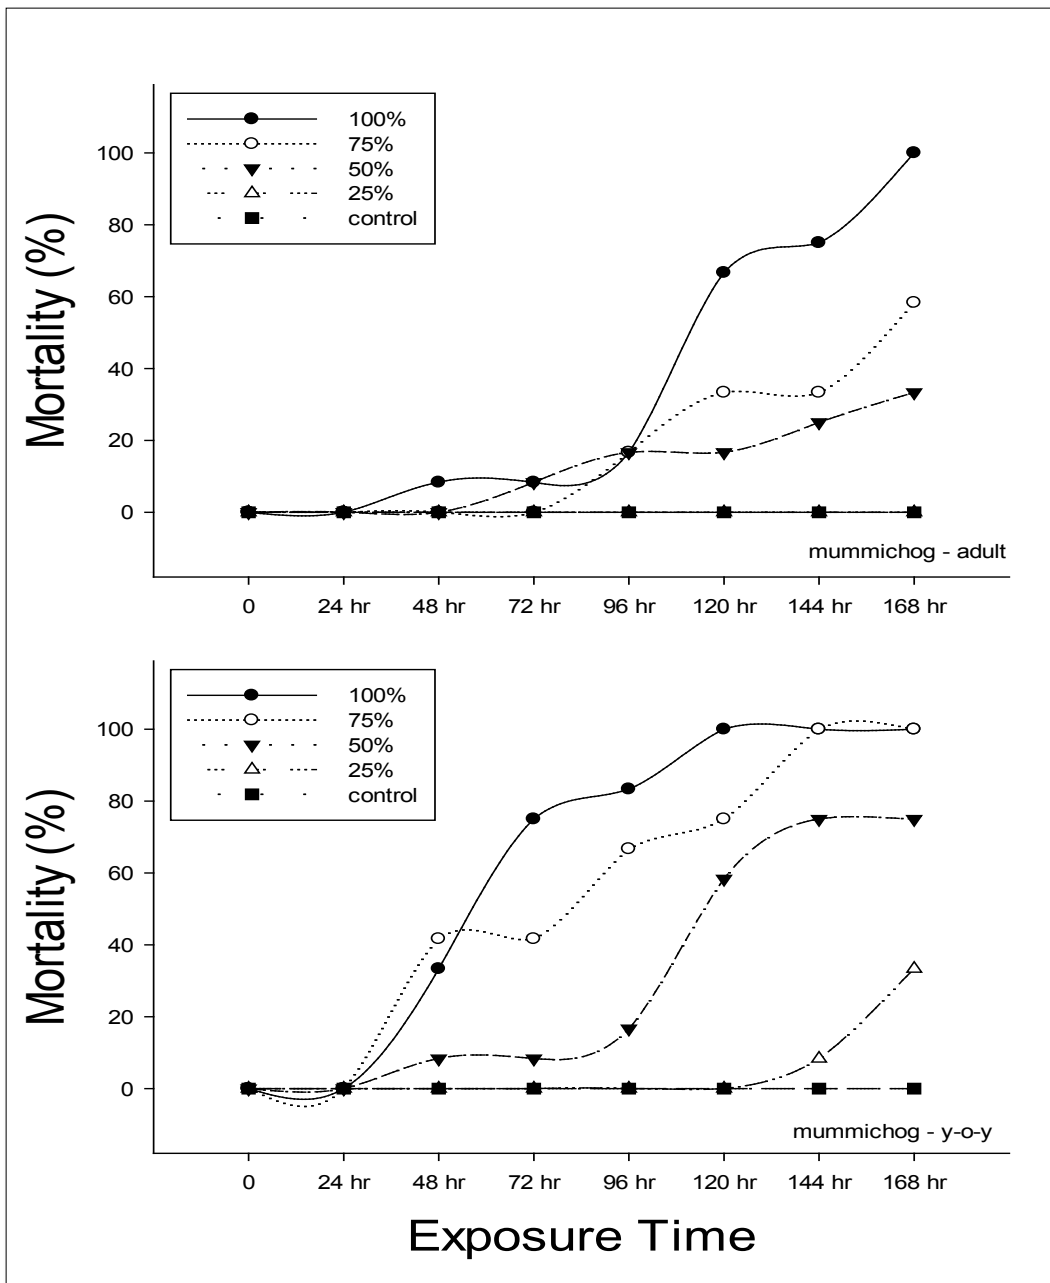 100%
75%
50%
25%
control
Mortality (%)
100
80
60
40
20
0
mummichog - adult
0 24 hr 48 hr 72 hr 96 hr 120 hr 144 hr 168 hr
100%
75%
50%
25%
control
Mortality (%)
100
80
60
40
20
0
mummichog - y-o-y
0 24 hr 48 hr 72 hr 96 hr 120 hr 144 hr 168 hr
Exposure Time